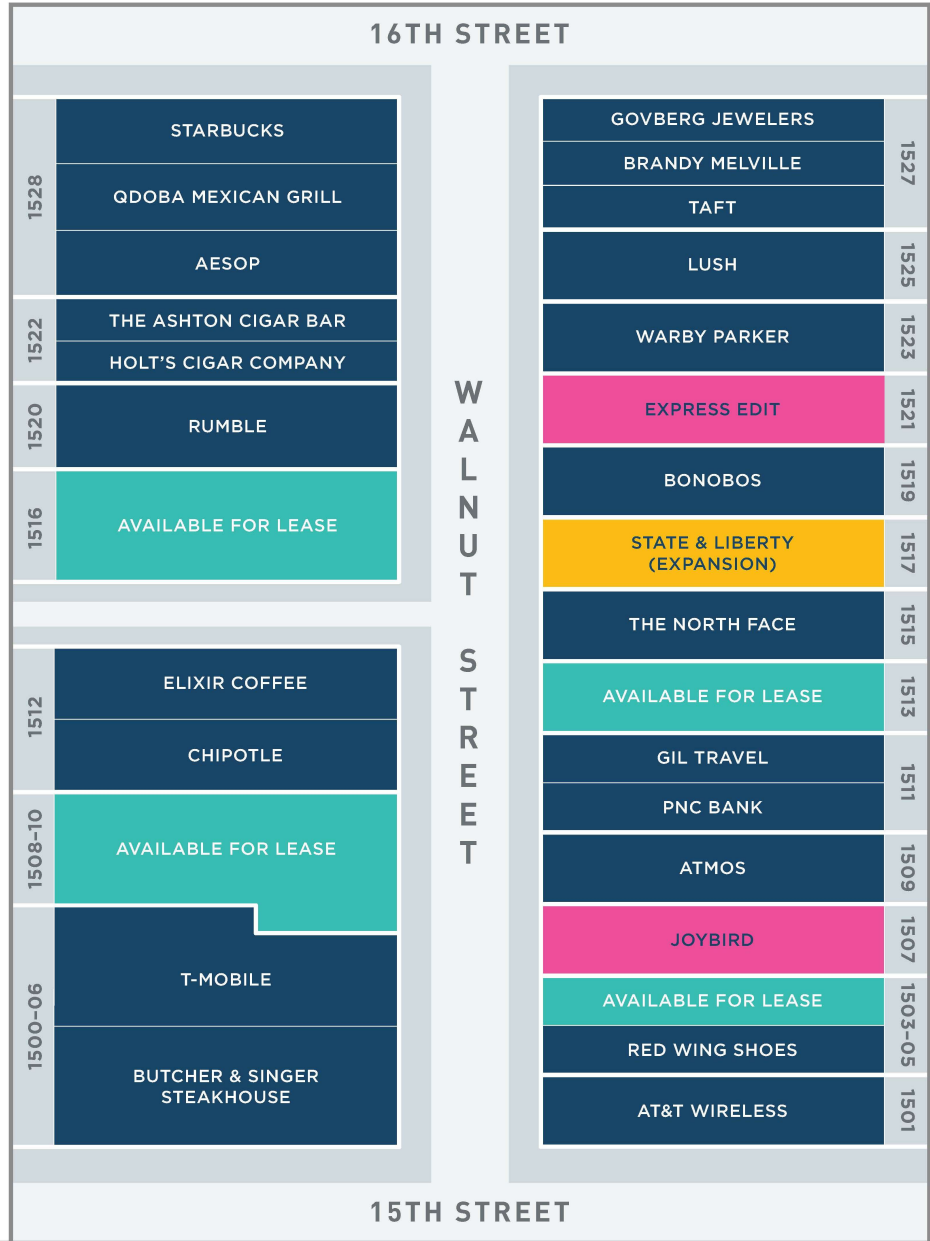 16TH STREET
1528
STARBUCKS
QDOBA MEXICAN GRILL
AESOP
1522
THE ASHTON CIGAR BAR
HOLT'S CIGAR COMPANY
1520
RUMBLE
1516
AVAILABLE FOR LEASE
1512
ELIXIR COFFEE
CHIPOTLE
1508–10
AVAILABLE FOR LEASE
1500–06
T-MOBILE
BUTCHER & SINGER
STEAKHOUSE
WALNUT STREET
GOVBERG JEWELERS
BRANDY MELVILLE
TAFT
1527
LUSH
1525
WARBY PARKER
1523
EXPRESS EDIT
1521
BONOBOS
1519
STATE & LIBERTY
(EXPANSION)
1517
THE NORTH FACE
1515
AVAILABLE FOR LEASE
1513
GIL TRAVEL
PNC BANK
1511
ATMOS
1509
JOYBIRD
1507
AVAILABLE FOR LEASE
RED WING SHOES
1503–05
AT&T WIRELESS
1501
15TH STREET